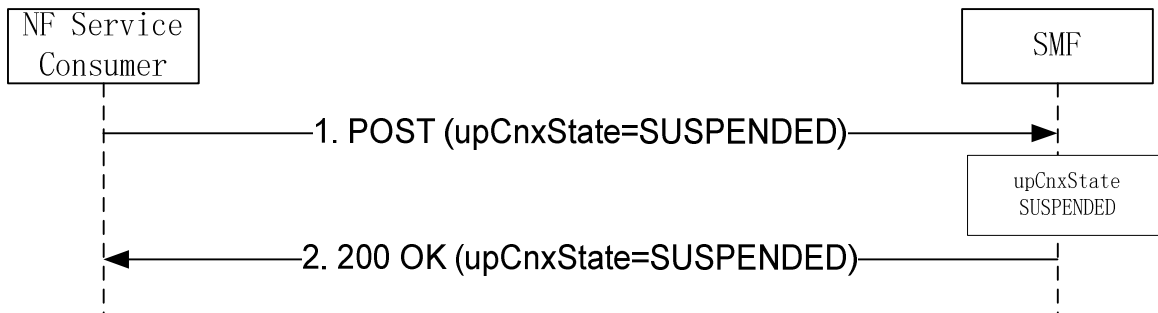 NF Service
Consumer
SMF
1. POST (upCnxState=SUSPENDED)
upCnxState
SUSPENDED
2. 200 OK (upCnxState=SUSPENDED)